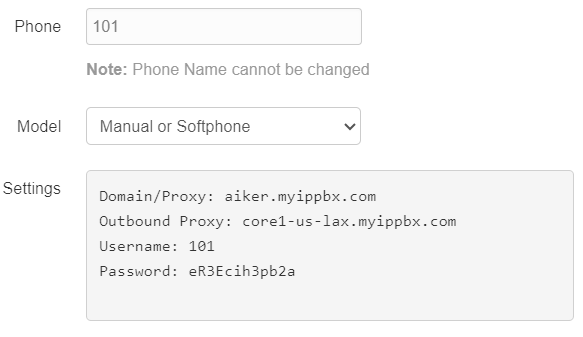 Phone 101
Note: Phone Name cannot be changed
Model Manual or Softphone
Settings
Domain/Proxy: aiker.myippbx.com
Outbound Proxy: core1-us-lax.myippbx.com
Username: 101
Password: eR3Ecih3pb2a